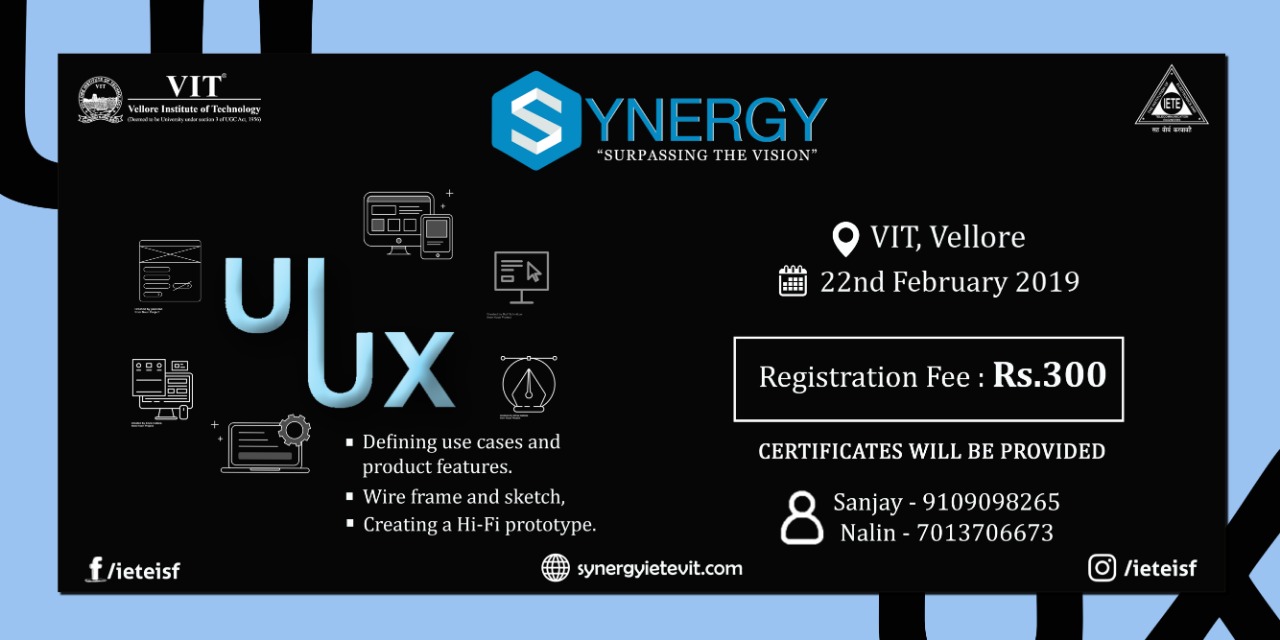 VIT
Vellore Institute of Technology
(Deemed to be University under section 3 of UGC Act, 1956)
SYNERGY
“SURPASSING THE VISION”
IETE
UI
UX
Defining use cases and
product features.
Wire frame and sketch,
Creating a Hi-Fi prototype.
VIT, Vellore
22nd February 2019
Registration Fee : Rs.300
CERTIFICATES WILL BE PROVIDED
Sanjay - 9109098265
Nalin - 7013706673
/ieteisf
synergyietevit.com
/ieteisf